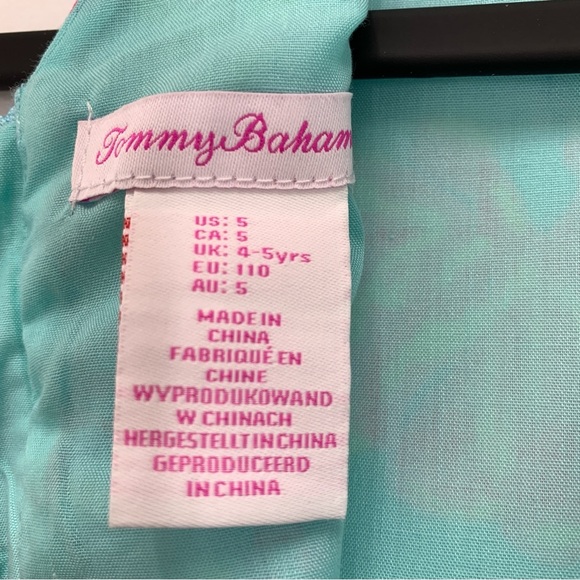 Tommy Baham
US: 5
CA: 5
UK: 4-5yrs
EU: 110
AU: 5
MADE IN
CHINA
FABRIQUÉ EN
CHINE
WYPRODUKOWAND
W CHINACH
HERGESTELLT IN CHINA
GEPRODUCEERD
IN CHINA